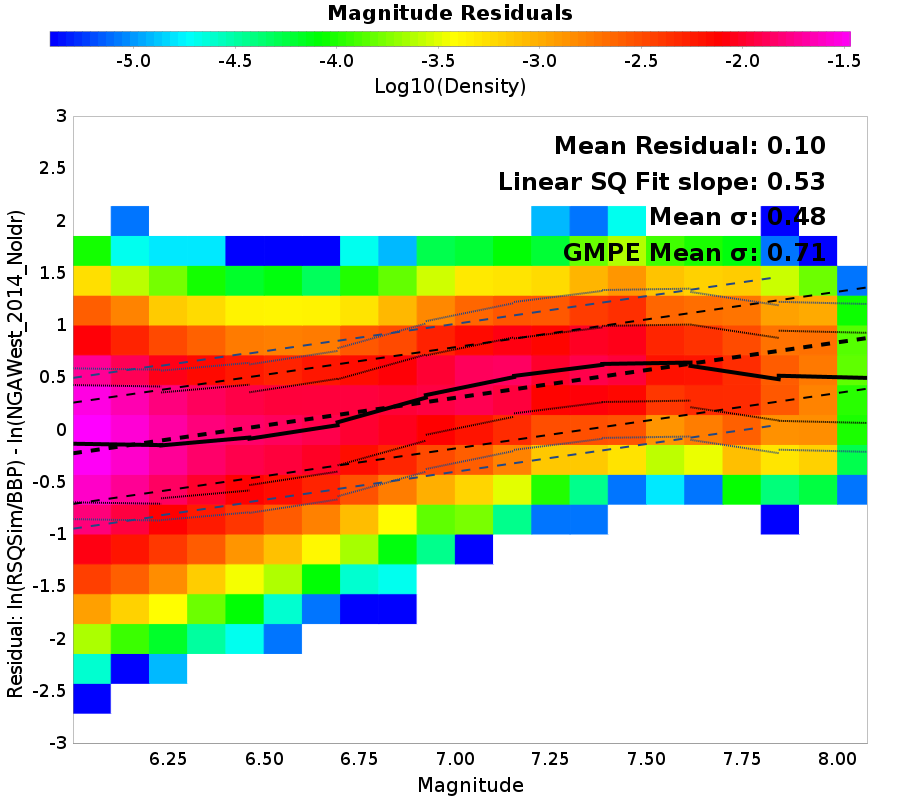 Magnitude Residuals
-5.0 -4.5 -4.0 -3.5 -3.0 -2.5 -2.0 -1.5
Log10(Density)
Mean Residual: 0.10
Linear SQ Fit slope: 0.53
Mean σ: 0.48
GMPE Mean σ: 0.71
Residual: ln(RSQSim/BBP) - ln(NGAWest_2014_NoIdr)
3
2.5
2
1.5
1
0.5
0
-0.5
-1
-1.5
-2
-2.5
-3
6.25 6.50 6.75 7.00 7.25 7.50 7.75 8.00
Magnitude